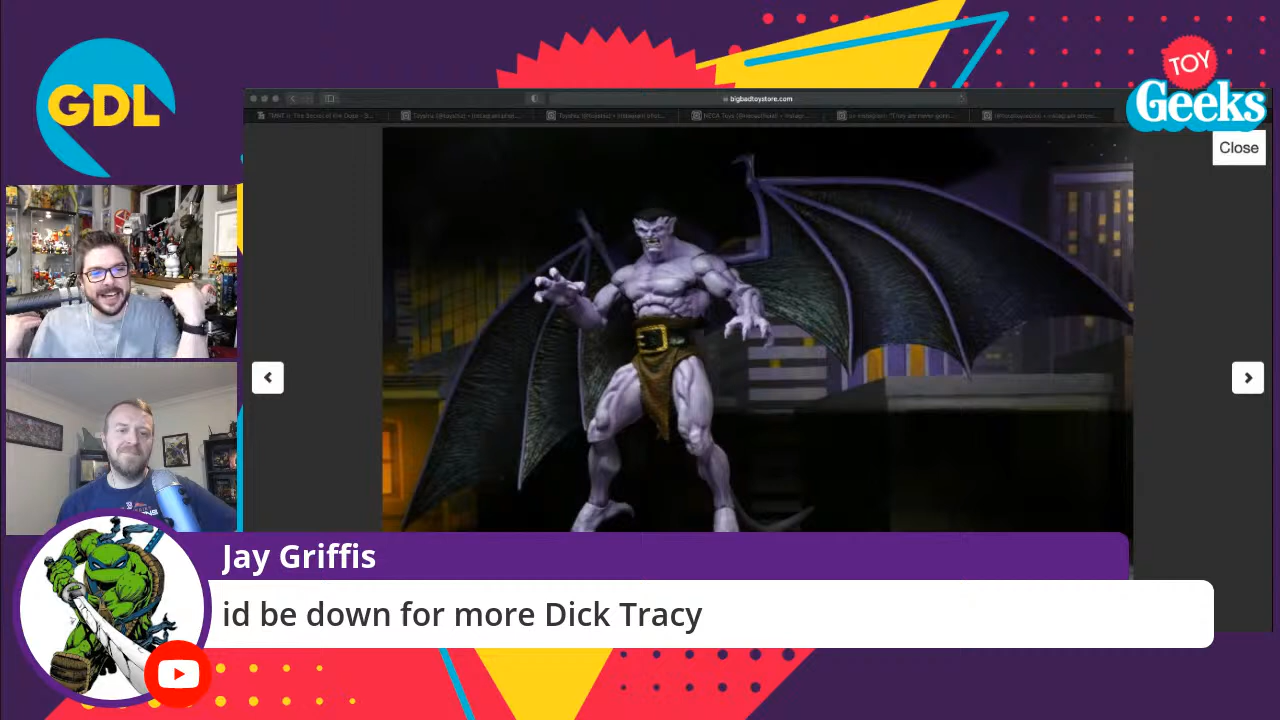 GDL
TOY
Geeks
bigbadtoystore.com
Close
Jay Griffis
id be down for more Dick Tracy